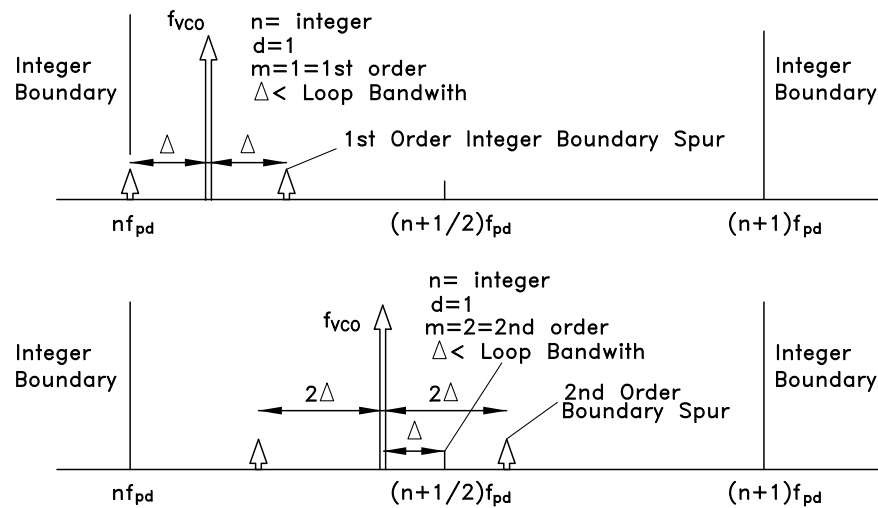 fVCO
n= integer
d=1
m=1=1st order
Δ< Loop Bandwith
Integer
Boundary
Integer
Boundary
Δ
Δ
1st Order Integer Boundary Spur
nfpd
(n+1/2)fpd
(n+1)fpd
n= integer
d=1
m=2=2nd order
Δ< Loop Bandwith
fVCO
Integer
Boundary
Integer
Boundary
2Δ
2Δ
2nd Order
Boundary Spur
Δ
nfpd
(n+1/2)fpd
(n+1)fpd